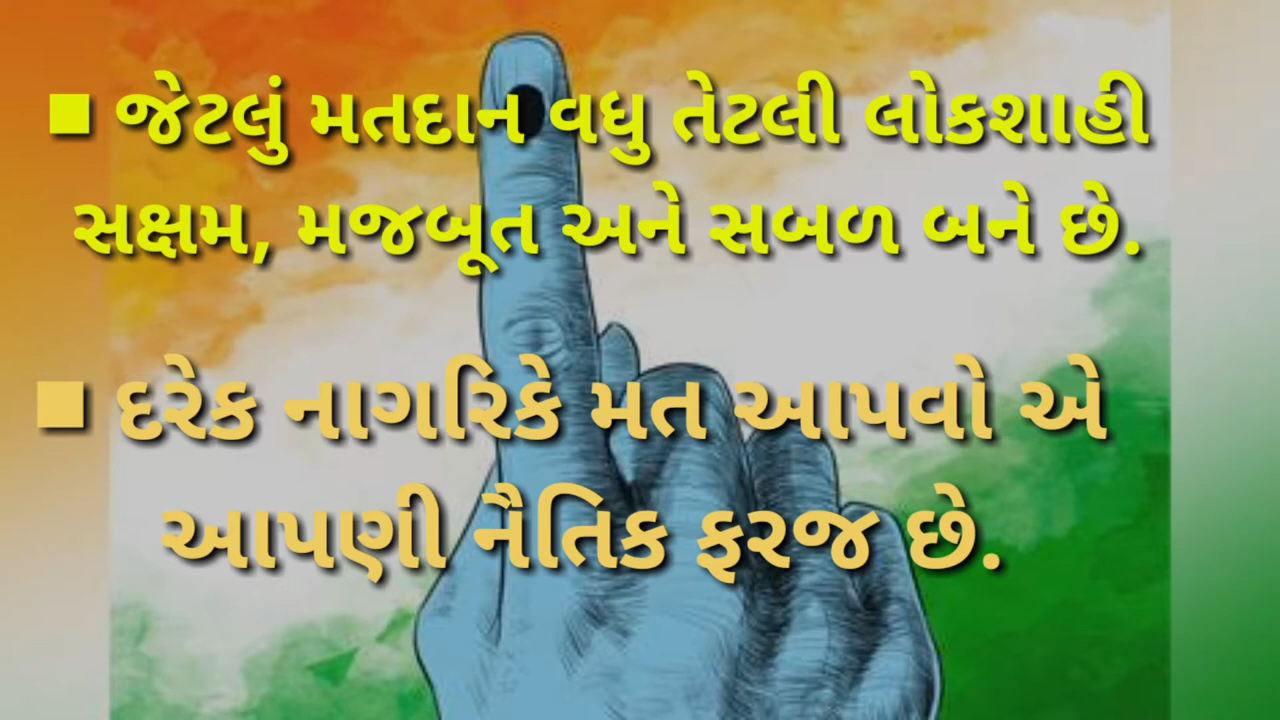 ■ જેટલું મતદાન વધુ તેટલી લોકશાહી
સક્ષમ, મજબૂત અને સબળ બને છે.
■ દરેક નાગરિકે મત આપવો એ
આપણી નૈતિક ફરજ છે.